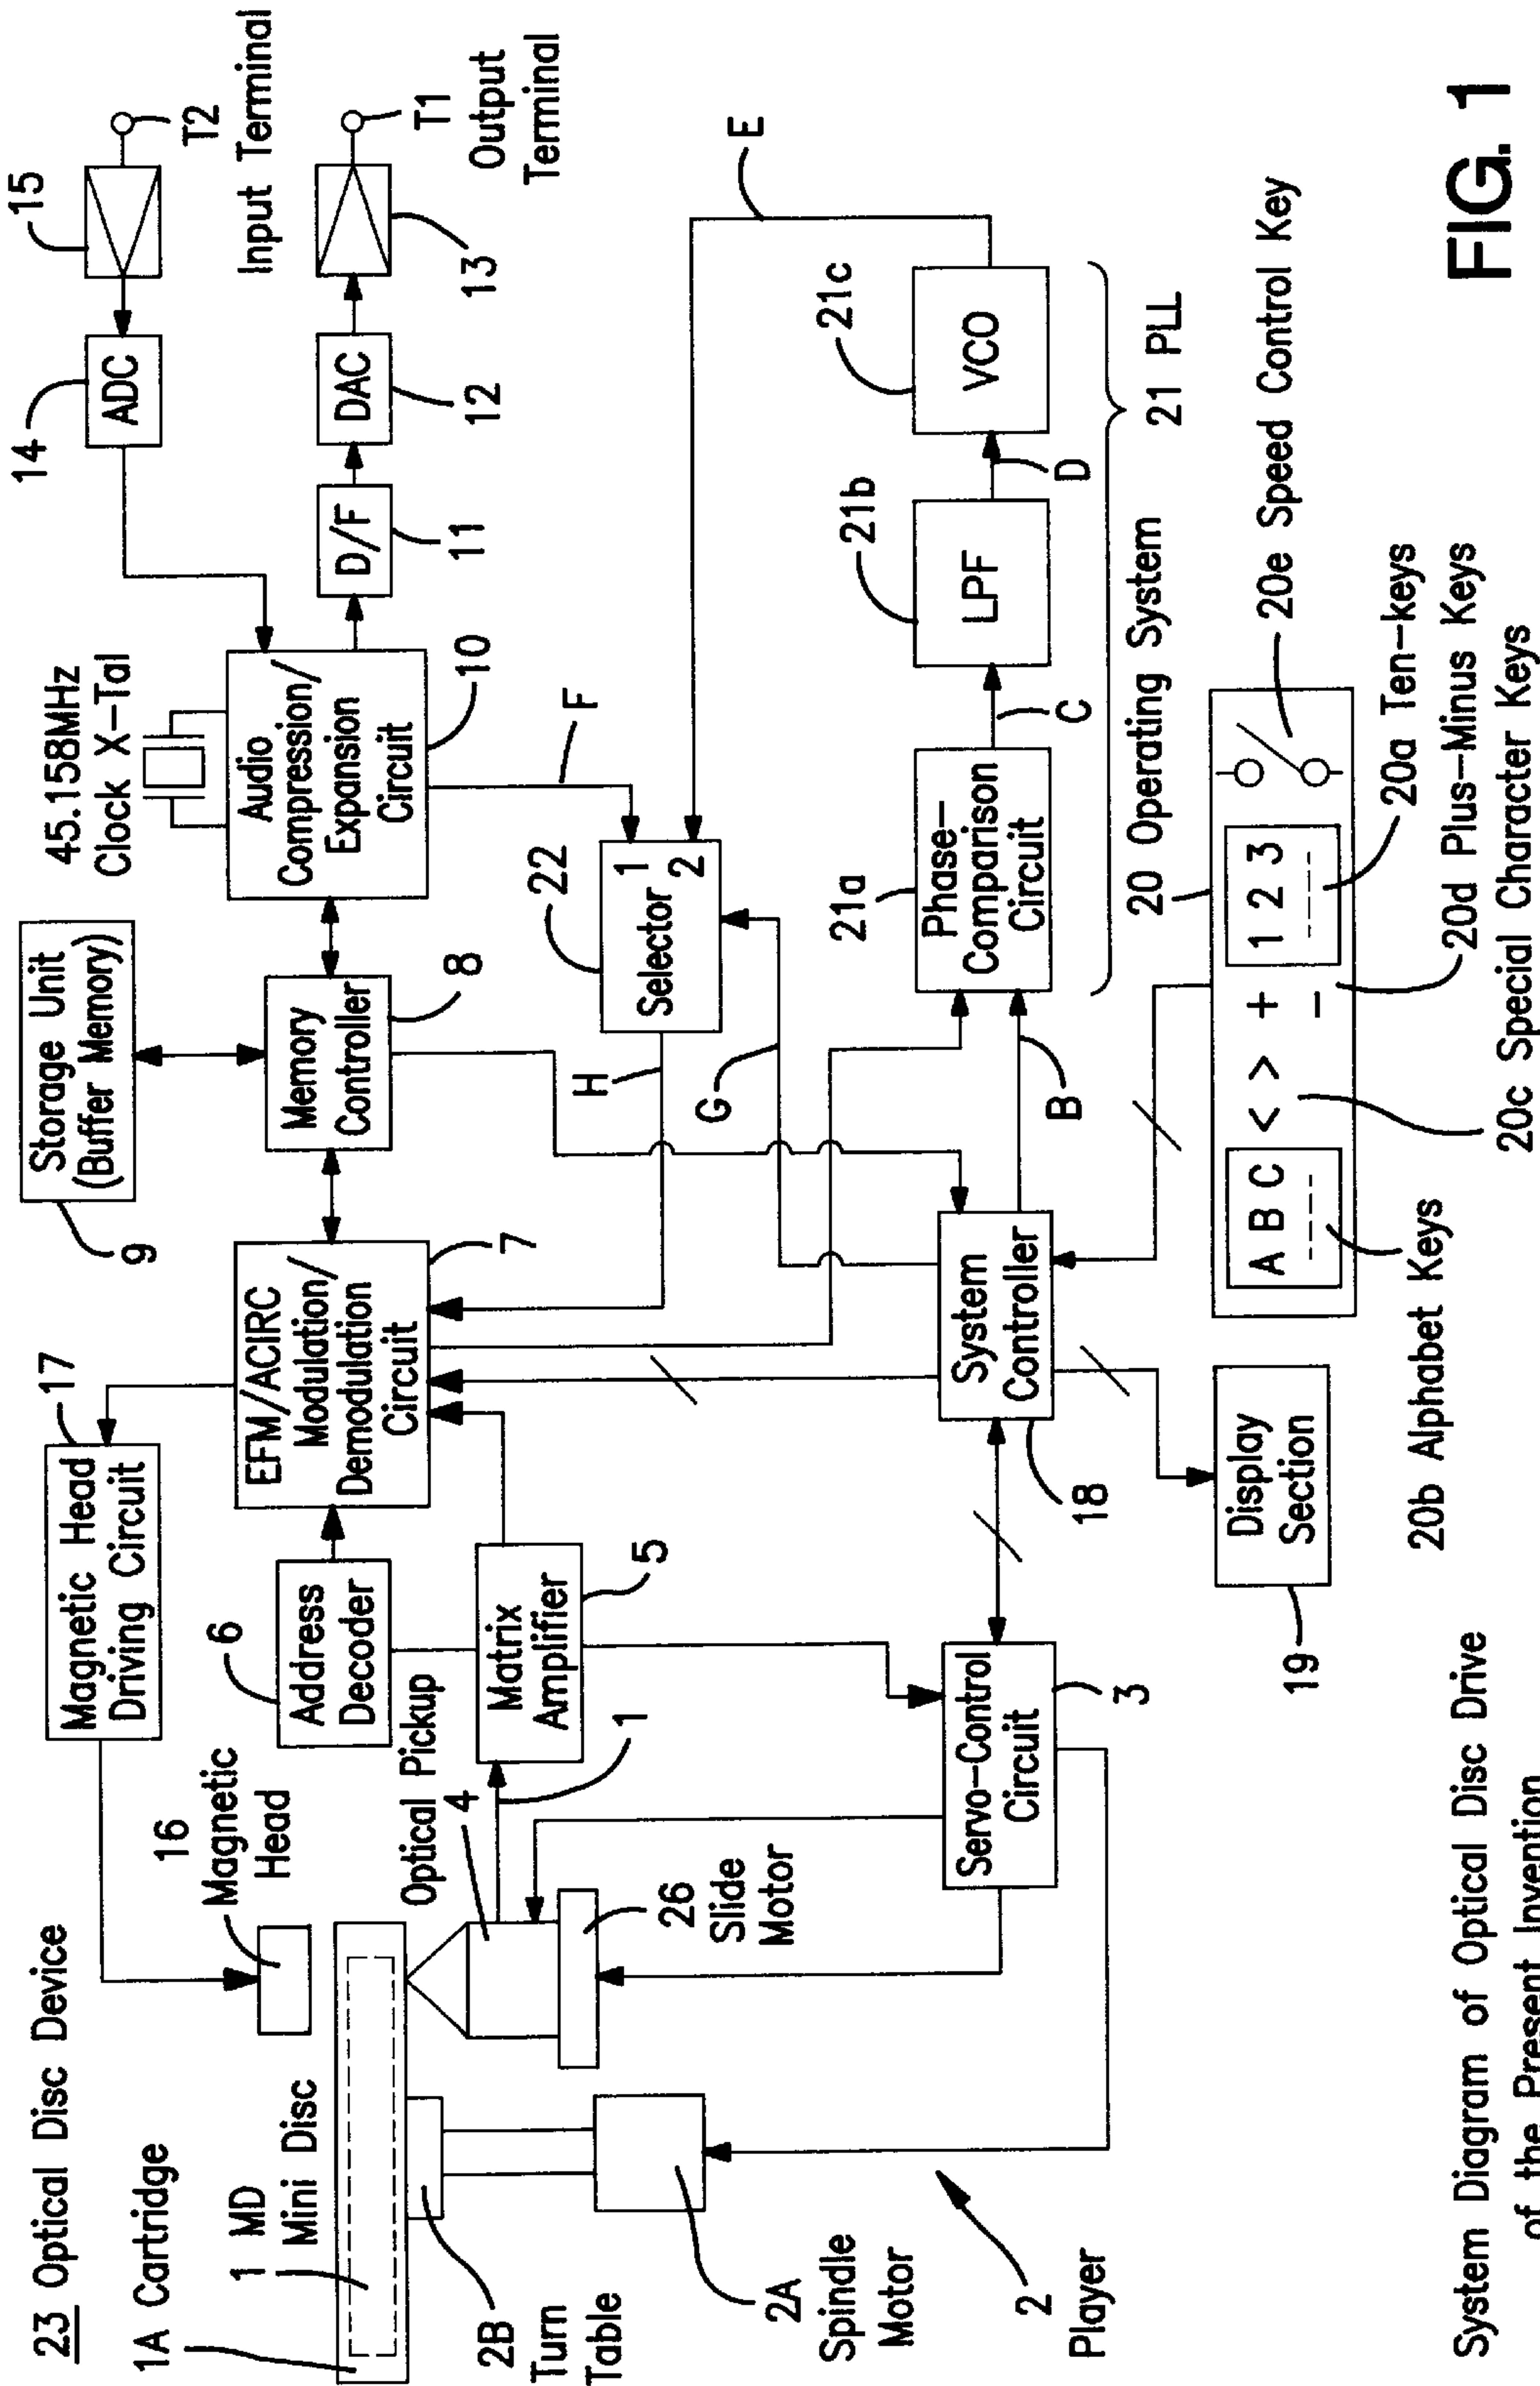 23 Optical Disc Device
1A Cartridge
1 MD
Mini Disc
2B
Turn
Table
2A
Spindle
Motor
2
Player
16
Magnetic
Head
17
Magnetic Head
Driving Circuit
6
Address
Decoder
Optical Pickup
4
1
Matrix
Amplifier
5
26
Slide
Motor
Servo-Control
Circuit
3
9
Storage Unit
(Buffer Memory)
EFM/ACIRC
Modulation/
Demodulation
Circuit
7
Memory
Controller
8
45.158MHz
Clock X-Tal
Audio
Compression/
Expansion
Circuit
10
14
ADC
15
T2
Input Terminal
D/F
11
DAC
12
13
T1
Output
Terminal
F
E
22
Selector
1
2
H
G
B
System
Controller
18
Display
Section
19
21a
Phase-
Comparison
Circuit
C
21b
LPF
D
21c
VCO
21 PLL
20 Operating System
A B C
< >
+
-
1 2 3
20e Speed Control Key
20a Ten-keys
20d Plus-Minus Keys
20c Special Character Keys
20b Alphabet Keys
System Diagram of Optical Disc Drive
of the Present Invention
FIG. 1